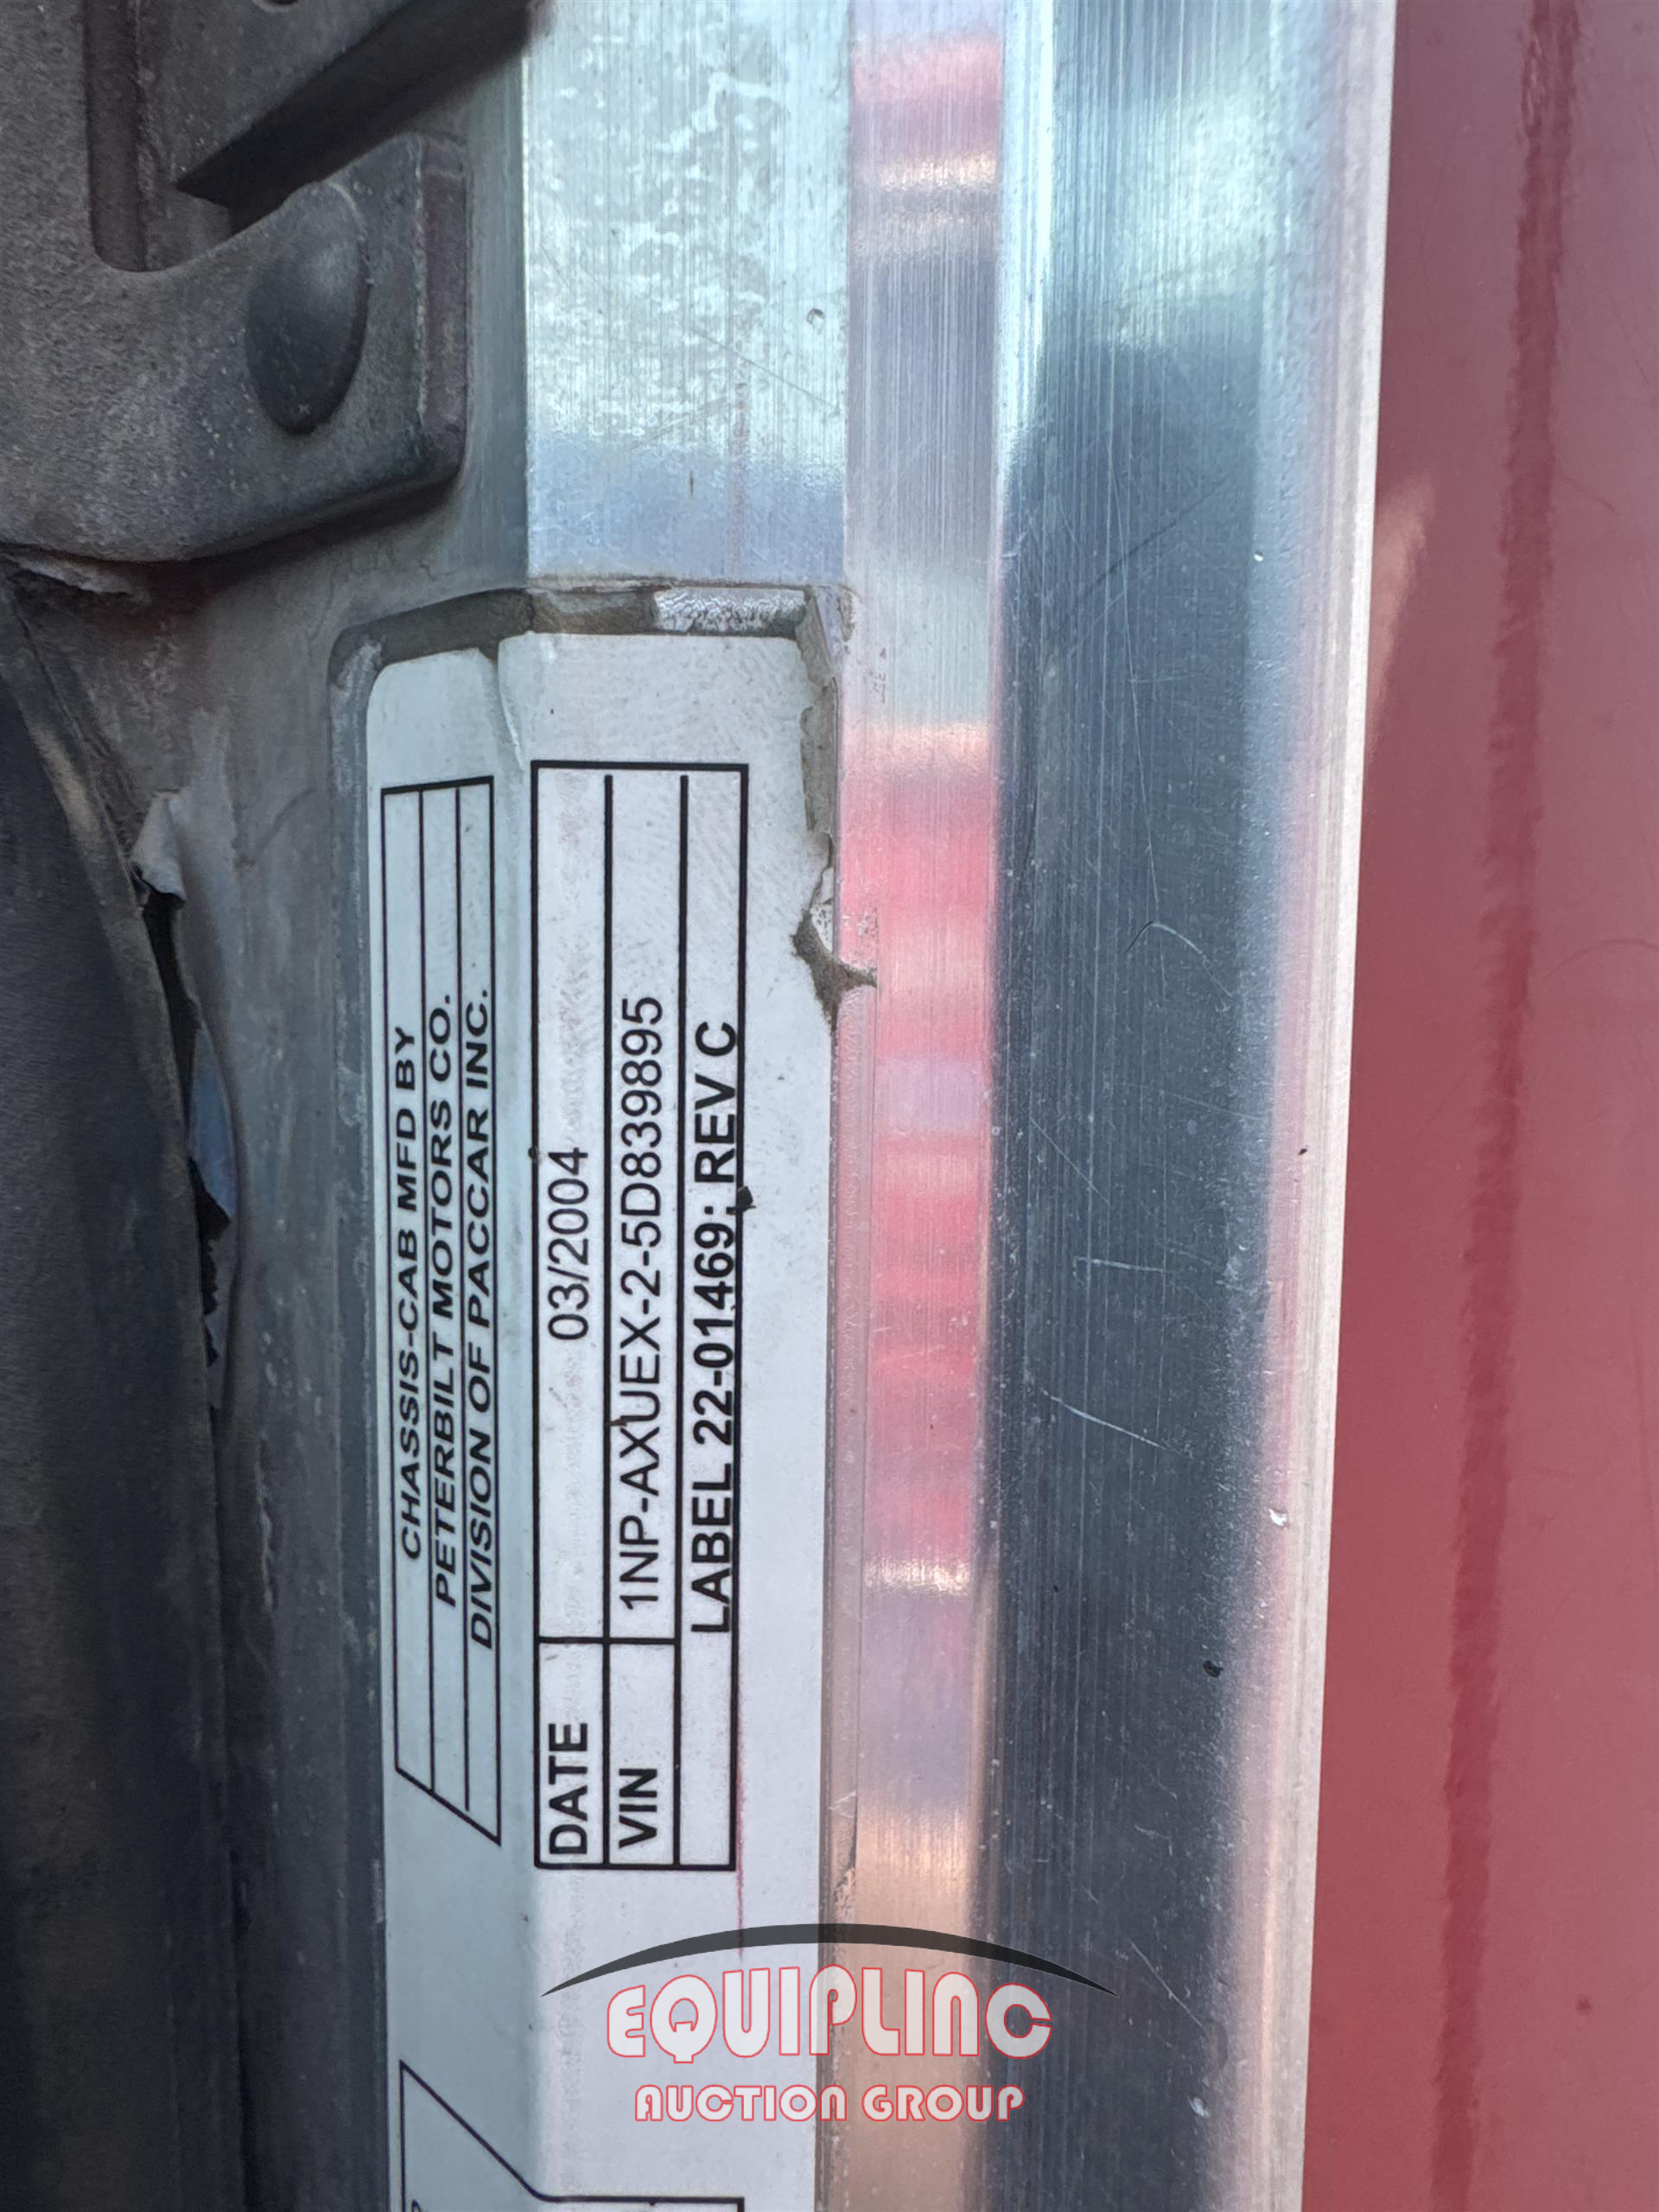 CHASSIS-CAB MFD BY
PETERBILT MOTORS CO.
DIVISION OF PACCAR INC.
DATE 03/2004
VIN 1NP-AXUEX-2-5D839895
LABEL 22-01469; REV C
EQUIPLINC
AUCTION GROUP